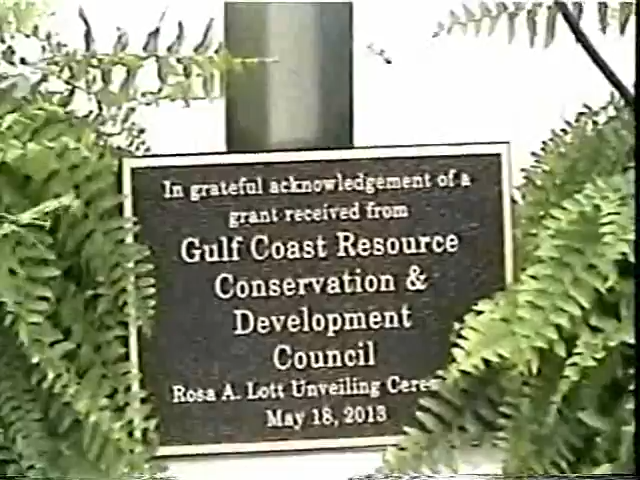 In grateful acknowledgement of a
grant received from
Gulf Coast Resource
Conservation &
Development
Council
Rosa A. Lott Unveiling
May 18, 2013